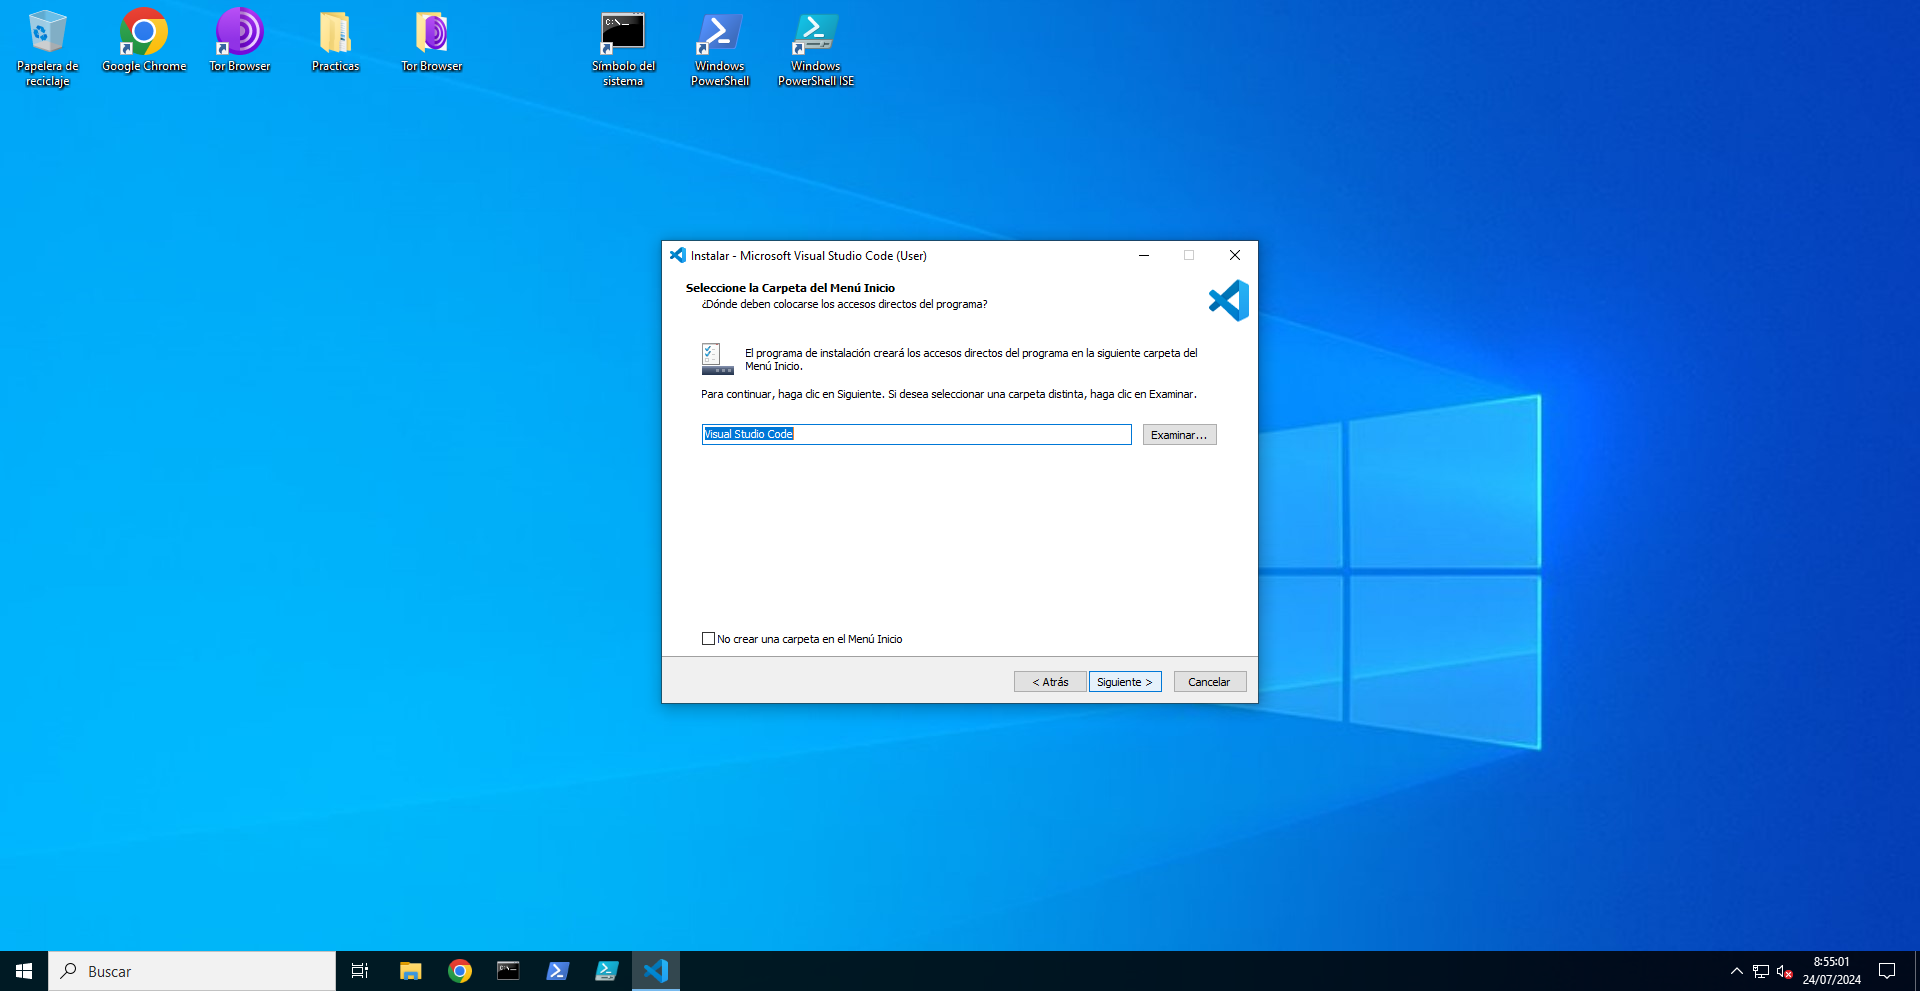 Papelera de
reciclaje
Google Chrome
Tor Browser
Practicas
Tor Browser
C:\_
Símbolo del
sistema
Windows
PowerShell
Windows
PowerShell ISE
Instalar - Microsoft Visual Studio Code (User)
Seleccione la Carpeta del Menú Inicio
¿Dónde deben colocarse los accesos directos del programa?
El programa de instalación creará los accesos directos del programa en la siguiente carpeta del
Menú Inicio.
Para continuar, haga clic en Siguiente. Si desea seleccionar una carpeta distinta, haga clic en Examinar.
Visual Studio Code
Examinar...
No crear una carpeta en el Menú Inicio
< Atrás
Siguiente >
Cancelar
Buscar
8:55:01
24/07/2024